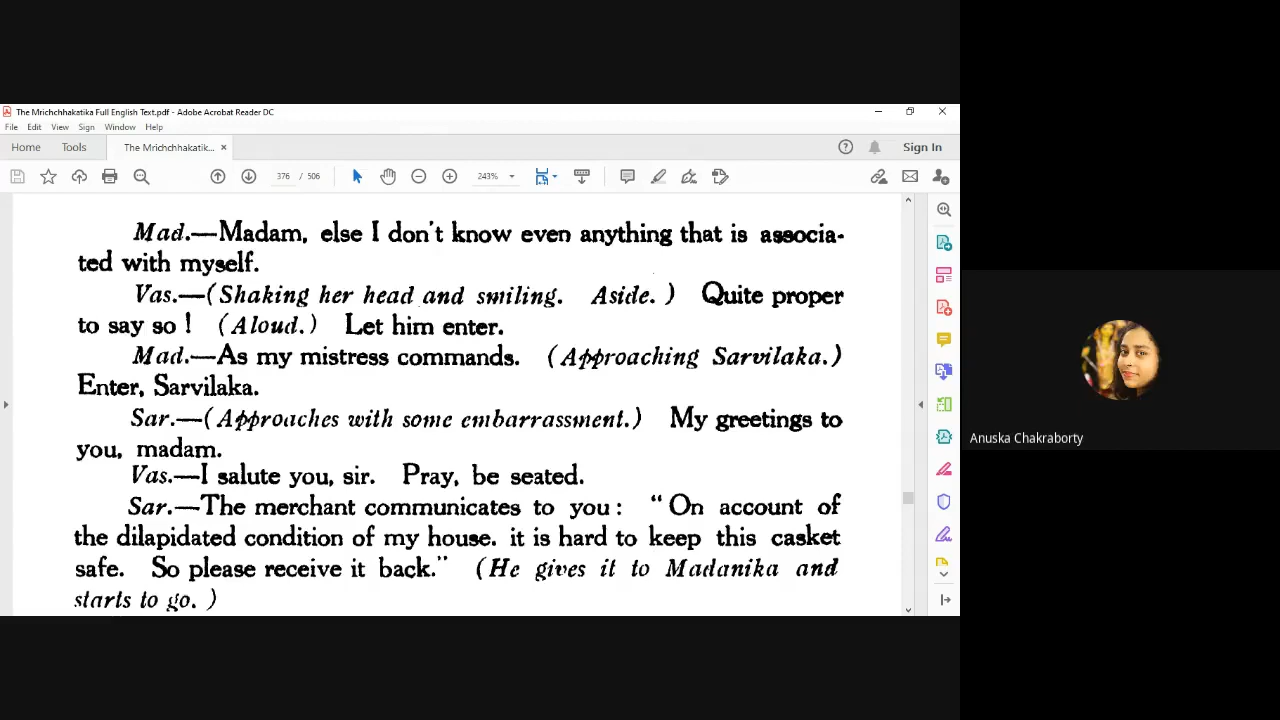 The Mrichchhakatika Full English Text.pdf - Adobe Acrobat Reader DC
File Edit View Sign Window Help
Home Tools The Mrichchhakatik... × Sign In
376 / 506 243%
Mad.—Madam, else I don't know even anything that is associa-
ted with myself.
Vas.—(Shaking her head and smiling. Aside. ) Quite proper
to say so ! (Aloud.) Let him enter.
Mad.—As my mistress commands. (Approaching Sarvilaka.)
Enter, Sarvilaka.
Sar.—(Approaches with some embarrassment.) My greetings to
you, madam.
Vas.—I salute you, sir. Pray, be seated.
Sar.—The merchant communicates to you : “On account of
the dilapidated condition of my house. it is hard to keep this casket
safe. So please receive it back.” (He gives it to Madanika and
starts to go. )
Anuska Chakraborty